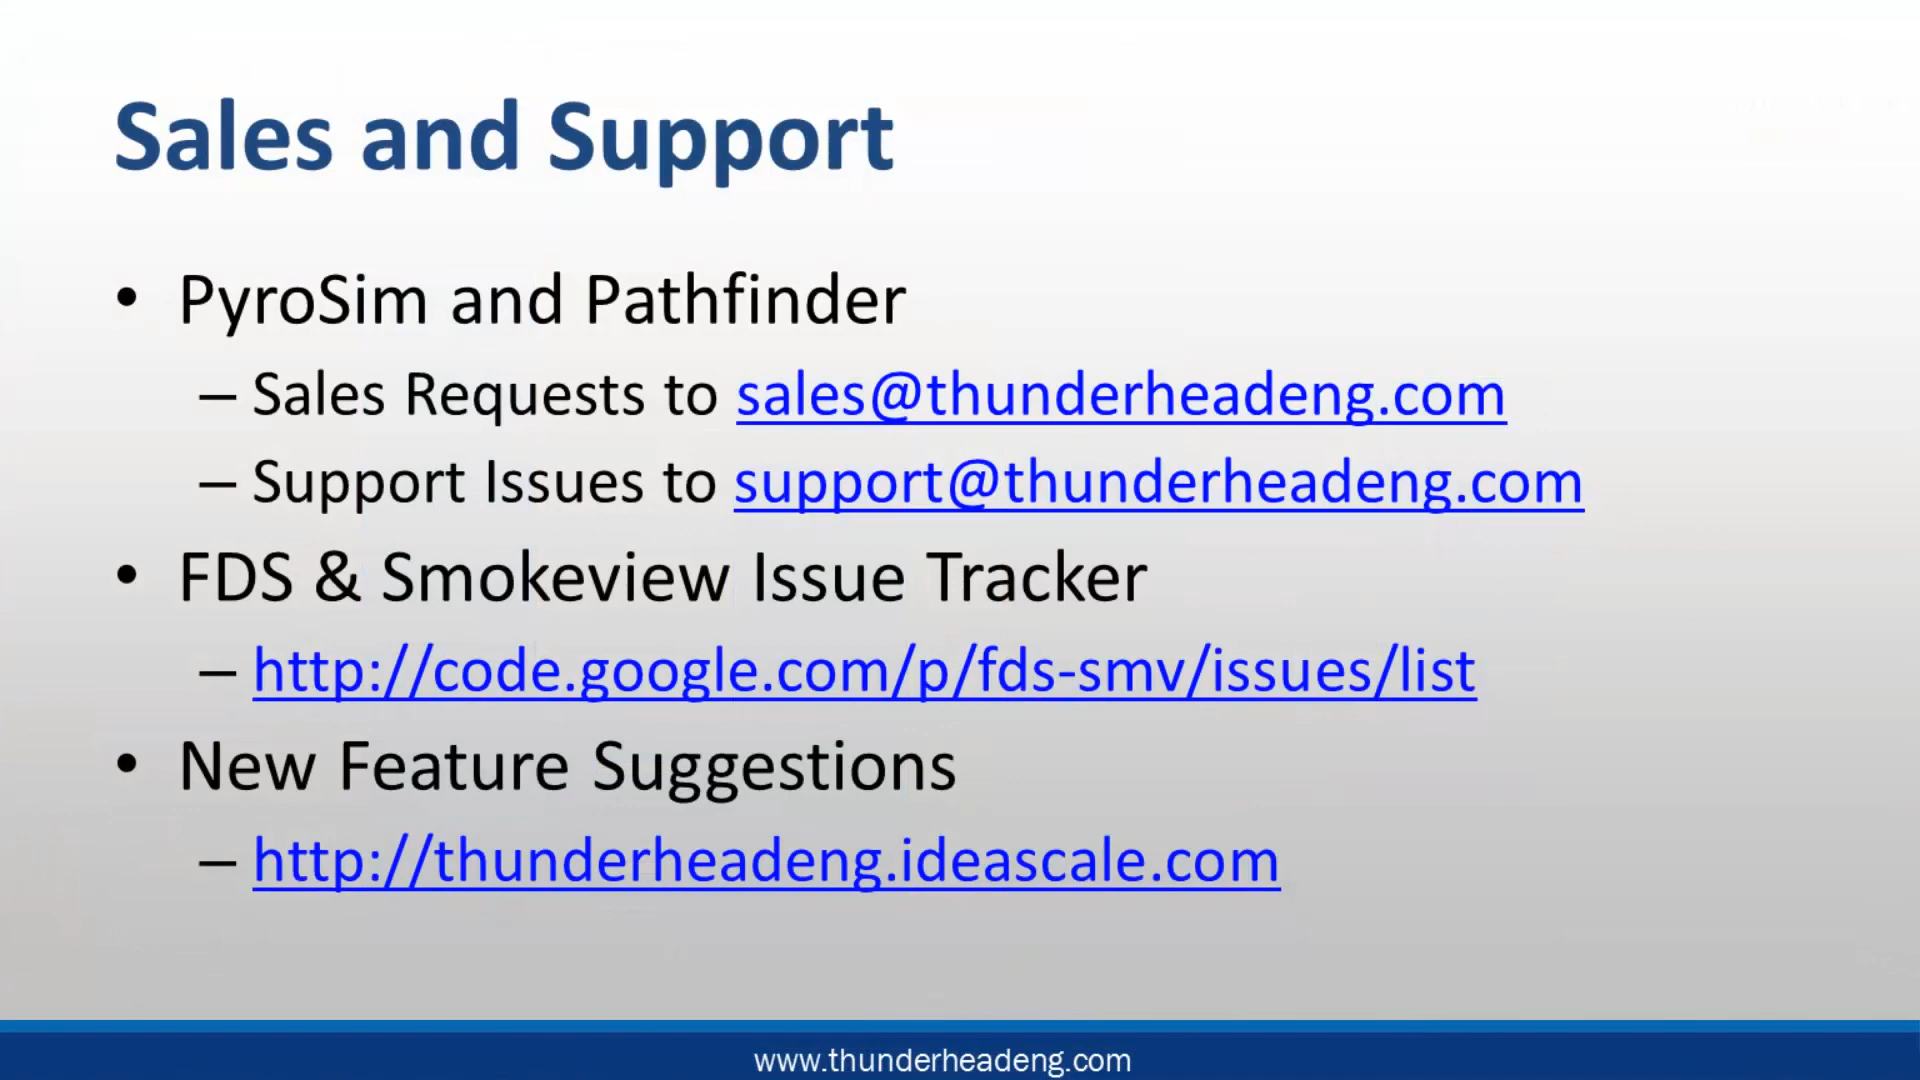 Sales and Support
• PyroSim and Pathfinder
– Sales Requests to sales@thunderheadeng.com
– Support Issues to support@thunderheadeng.com
• FDS & Smokeview Issue Tracker
– http://code.google.com/p/fds-smv/issues/list
• New Feature Suggestions
– http://thunderheadeng.ideascale.com
www.thunderheadeng.com